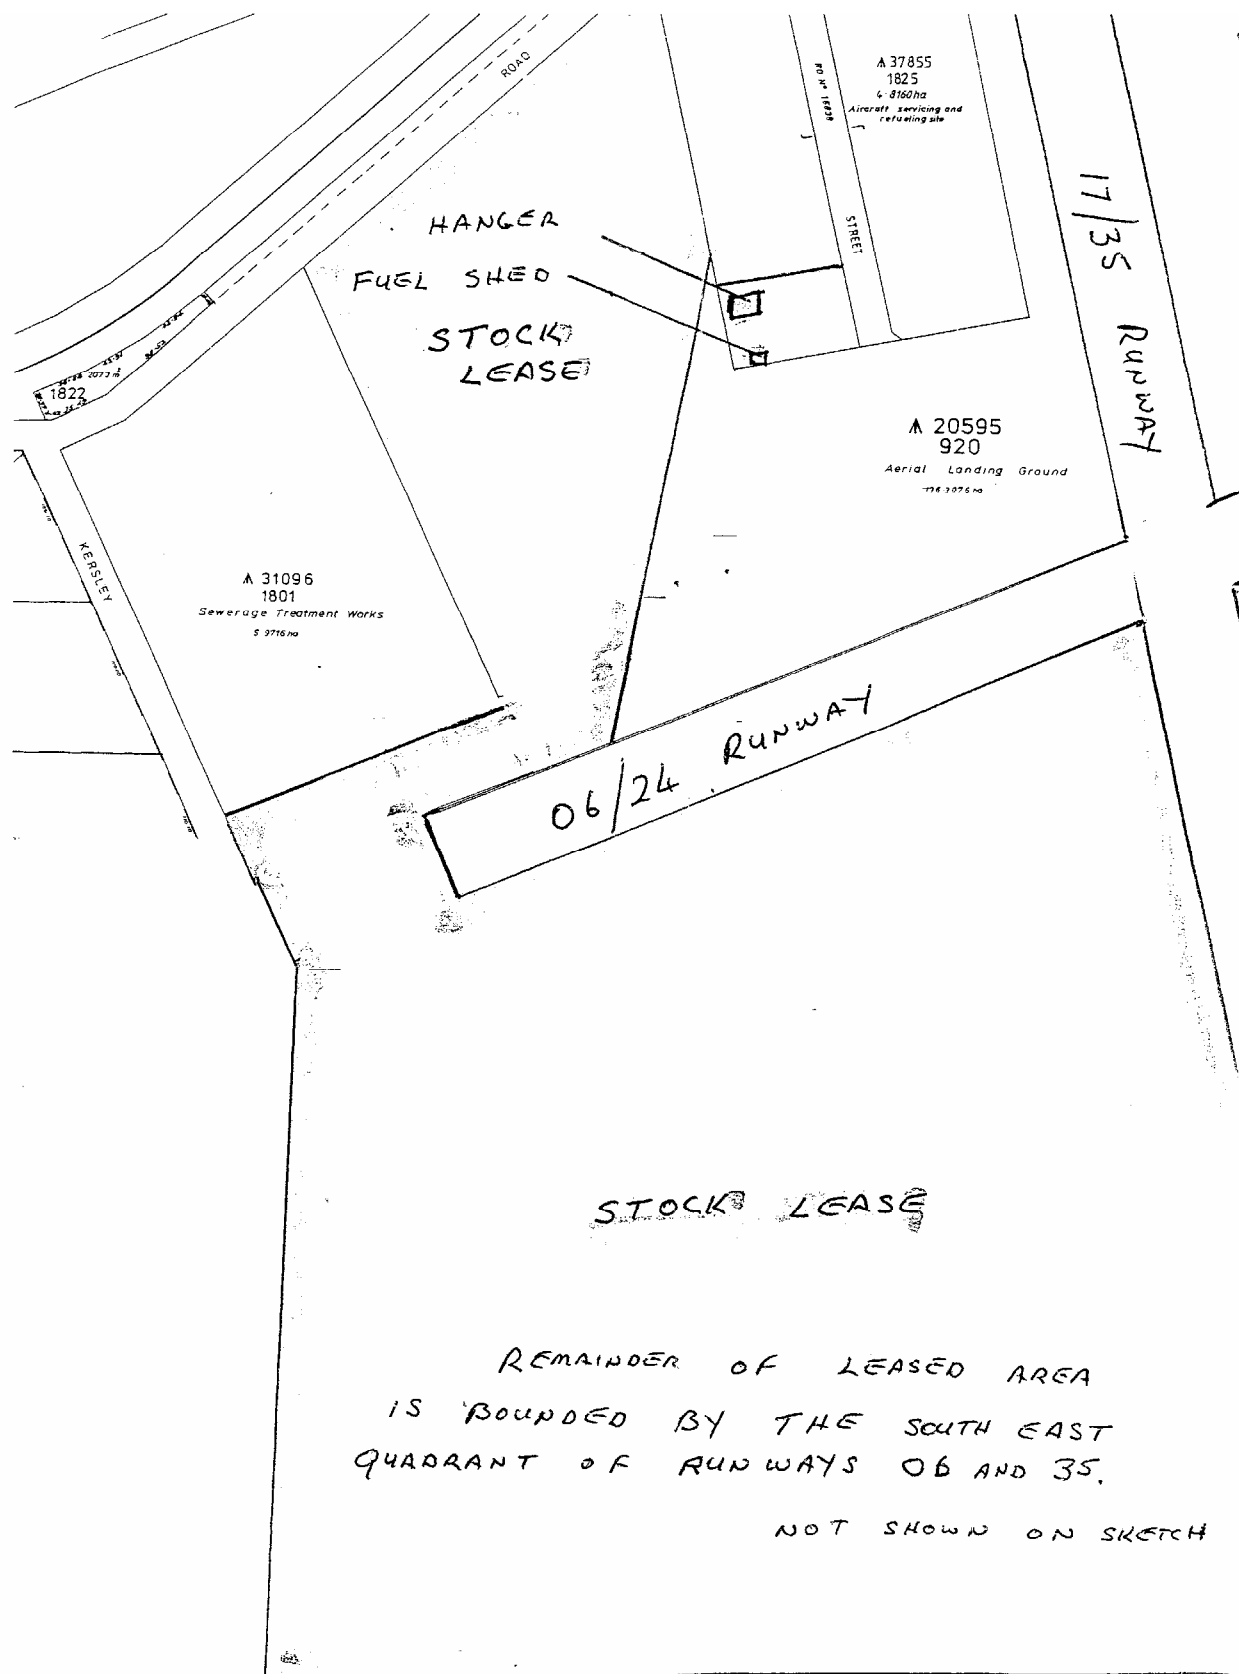 ROAD
RD Nº 16838
STREET
37855
1825
4·8160ha
Aircraft servicing and
refueling site
17/35 RUNWAY
HANGER
FUEL SHED
STOCK
LEASE
2073m²
1822
20595
920
Aerial Landing Ground
KERSLEY
31096
1801
Sewerage Treatment Works
5 9716ha
06/24 RUNWAY
STOCK LEASE
REMAINDER OF LEASED AREA
IS BOUNDED BY THE SOUTH EAST
QUADRANT OF RUNWAYS 06 AND 35.
NOT SHOWN ON SKETCH